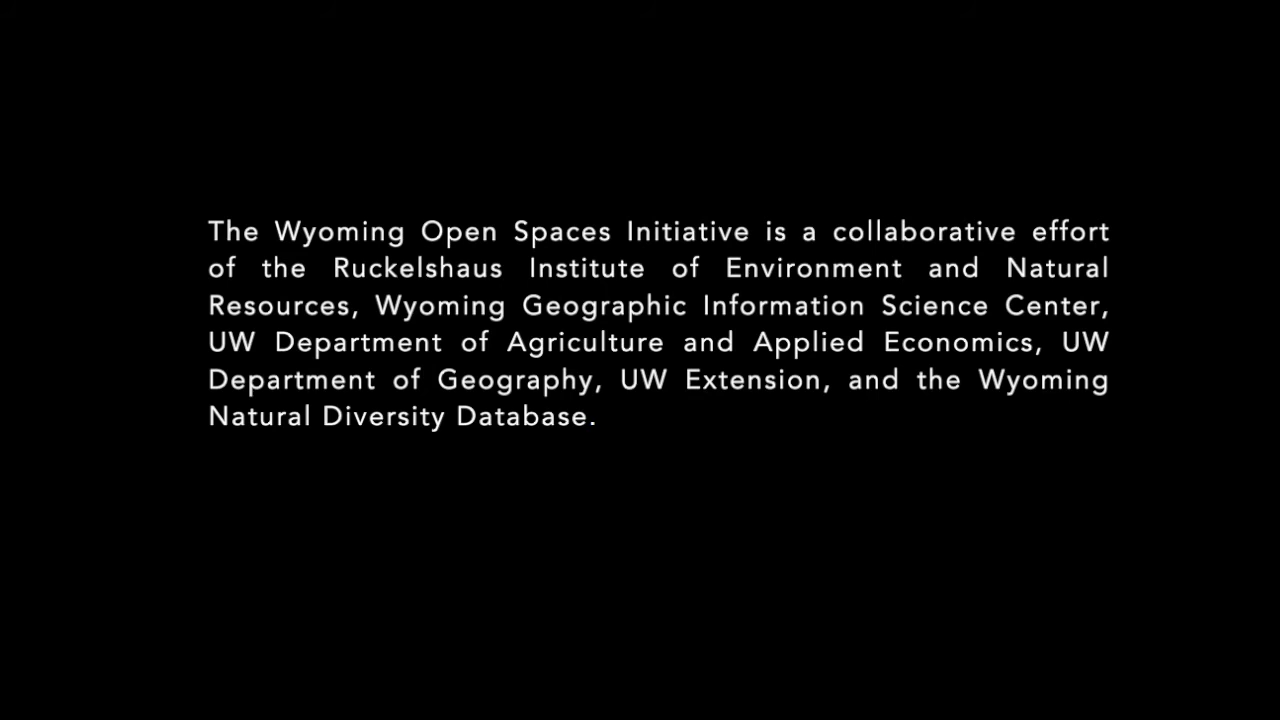 The Wyoming Open Spaces Initiative is a collaborative effort
of the Ruckelshaus Institute of Environment and Natural
Resources, Wyoming Geographic Information Science Center,
UW Department of Agriculture and Applied Economics, UW
Department of Geography, UW Extension, and the Wyoming
Natural Diversity Database.